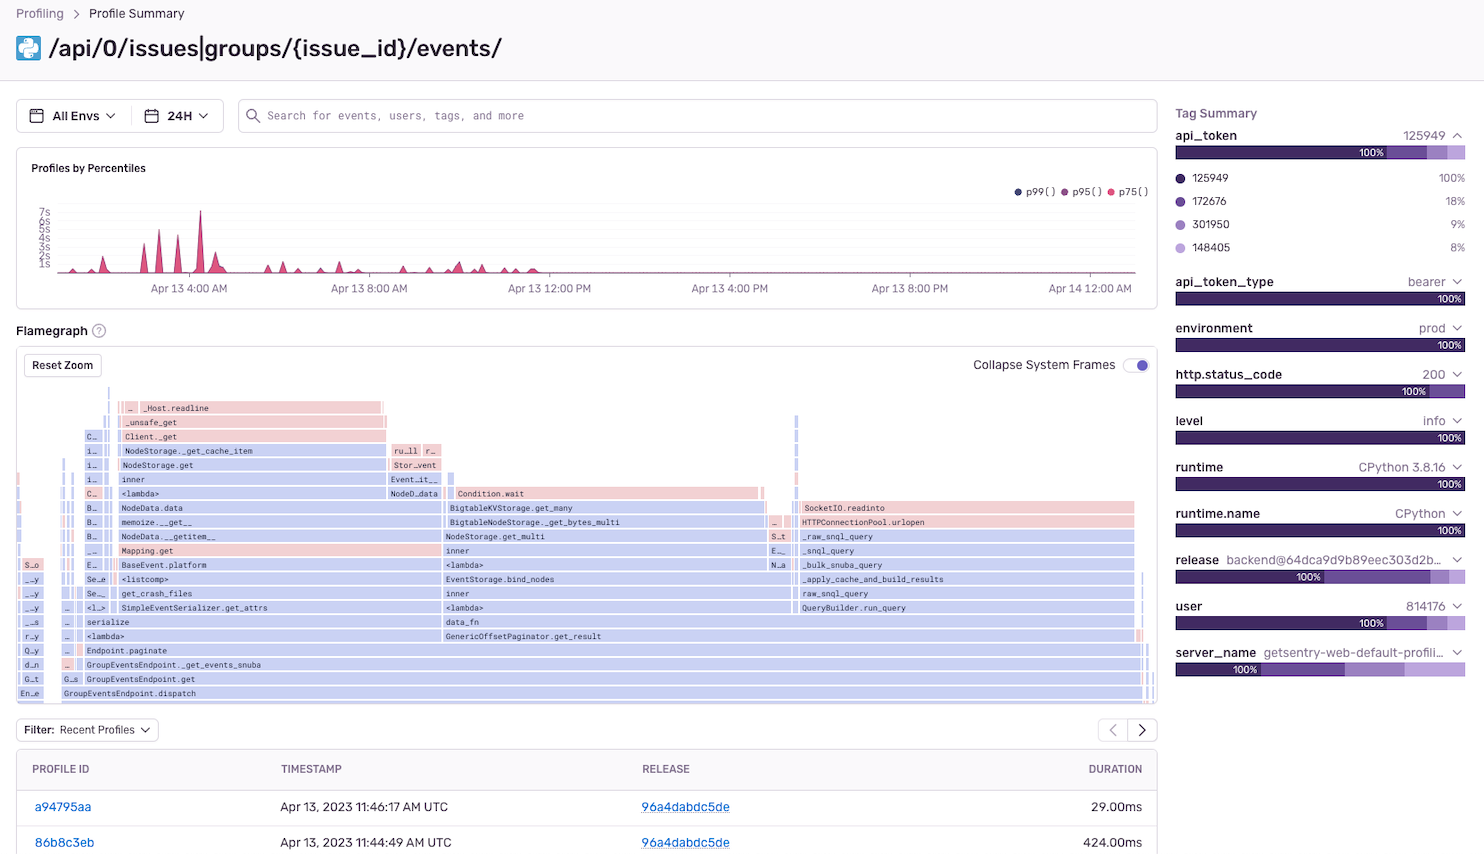 Profiling > Profile Summary
/api/0/issues|groups/{issue_id}/events/
All Envs
24H
Search for events, users, tags, and more
Profiles by Percentiles
p99() p95() p75()
7s
6s
5s
4s
3s
2s
1s
Apr 13 4:00 AM Apr 13 8:00 AM Apr 13 12:00 PM Apr 13 4:00 PM Apr 13 8:00 PM Apr 14 12:00 AM
Flamegraph ?
Reset Zoom
Collapse System Frames
… _Host.readline
_unsafe_get
C… Client._get
i… NodeStorage._get_cache_item ru…ll r…
i… NodeStorage.get Stor…vent
i… inner Event…it__
C… <lambda> NodeD…data Condition.wait
B… NodeData.data BigtableKVStorage.get_many SocketIO.readinto
B… memoize.__get__ BigtableNodeStorage._get_bytes_multi … HTTPConnectionPool.urlopen
B… NodeData.__getitem__ NodeStorage.get_multi S…t _raw_snql_query
_… Mapping.get inner E…_ _snql_query
S…o E… BaseEvent.platform <lambda> N…a _bulk_snuba_query
_…y Se…e <listcomp> EventStorage.bind_nodes _apply_cache_and_build_results
_…y Se…_ get_crash_files inner raw_snql_query
_…y … <l…> SimpleEventSerializer.get_attrs <lambda> QueryBuilder.run_query
_…s … serialize data_fn
r…y … <lambda> GenericOffsetPaginator.get_result
Q…y … Endpoint.paginate
d…n … GroupEventsEndpoint._get_events_snuba
G…t G…s GroupEventsEndpoint.get
En…e GroupEventsEndpoint.dispatch
Filter: Recent Profiles
PROFILE ID TIMESTAMP RELEASE DURATION
a94795aa Apr 13, 2023 11:46:17 AM UTC 96a4dabdc5de 29.00ms
86b8c3eb Apr 13, 2023 11:44:49 AM UTC 96a4dabdc5de 424.00ms
Tag Summary
api_token 125949
100%
125949 100%
172676 18%
301950 9%
148405 8%
api_token_type bearer
100%
environment prod
100%
http.status_code 200
100%
level info
100%
runtime CPython 3.8.16
100%
runtime.name CPython
100%
release backend@64dca9d9b89eec303d2b…
100%
user 814176
100%
server_name getsentry-web-default-profili…
100%